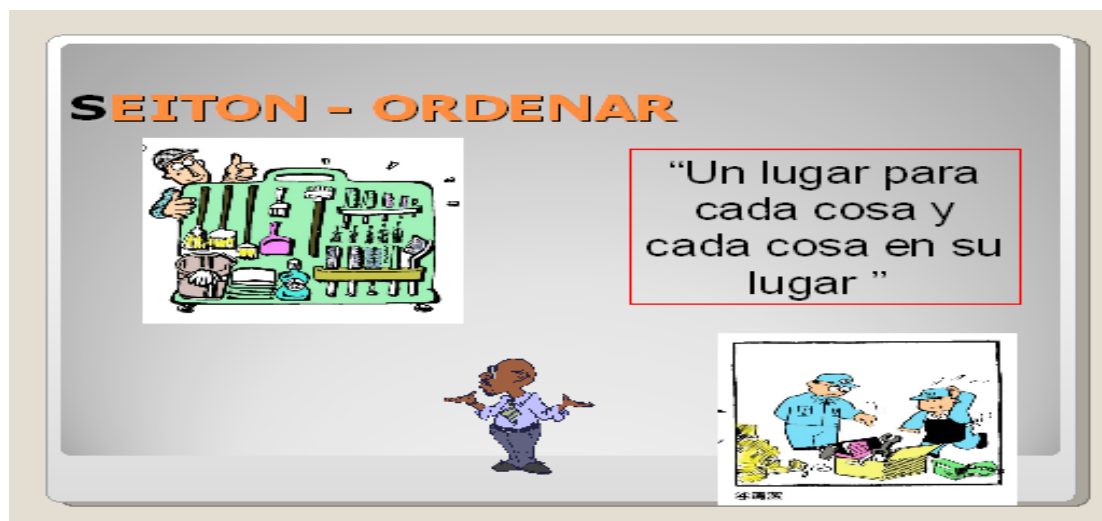 SEITON - ORDENAR
“Un lugar para
cada cosa y
cada cosa en su
lugar ”